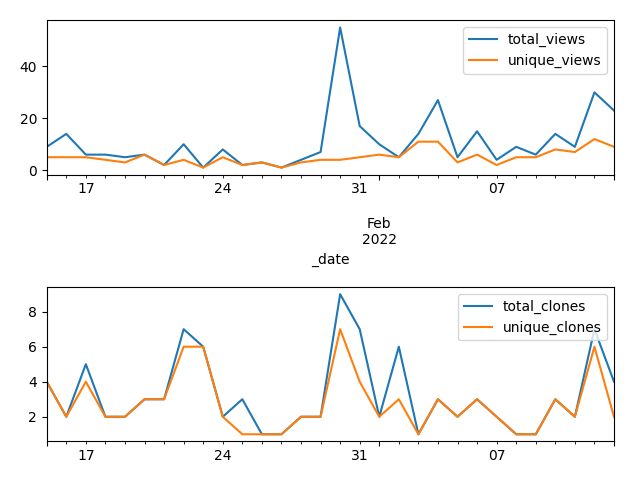 total_views
unique_views
40
20
0
17 24 31 07
Feb
2022
_date
total_clones
unique_clones
8
6
4
2
17 24 31 07